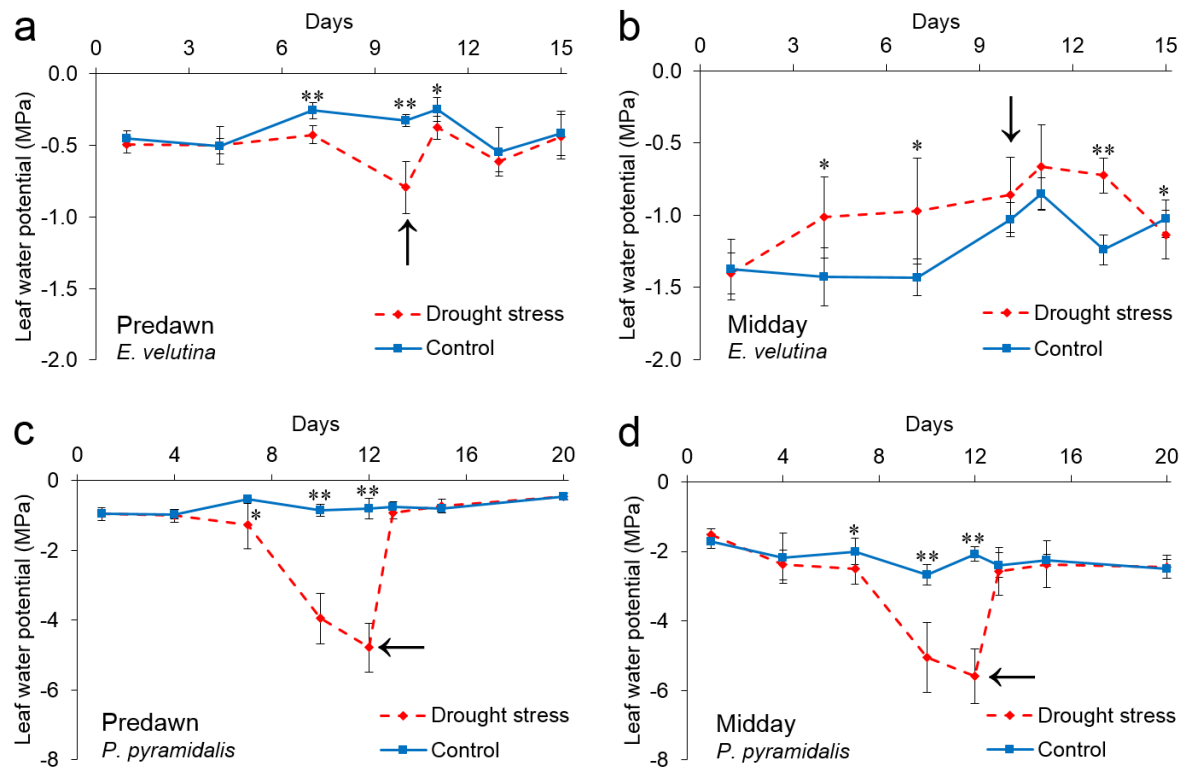 a
Days
0 3 6 9 12 15
0.0
-0.5
-1.0
-1.5
-2.0
Leaf water potential (MPa)
** ** *
Predawn
E. velutina
Drought stress
Control
b
Days
0 3 6 9 12 15
0.0
-0.5
-1.0
-1.5
-2.0
Leaf water potential (MPa)
* * ** *
Midday
E. velutina
Drought stress
Control
c
Days
0 4 8 12 16 20
0
-2
-4
-6
-8
Leaf water potential (MPa)
* ** **
Predawn
P. pyramidalis
Drought stress
Control
d
Days
0 4 8 12 16 20
0
-2
-4
-6
-8
Leaf water potential (MPa)
* ** **
Midday
P. pyramidalis
Drought stress
Control